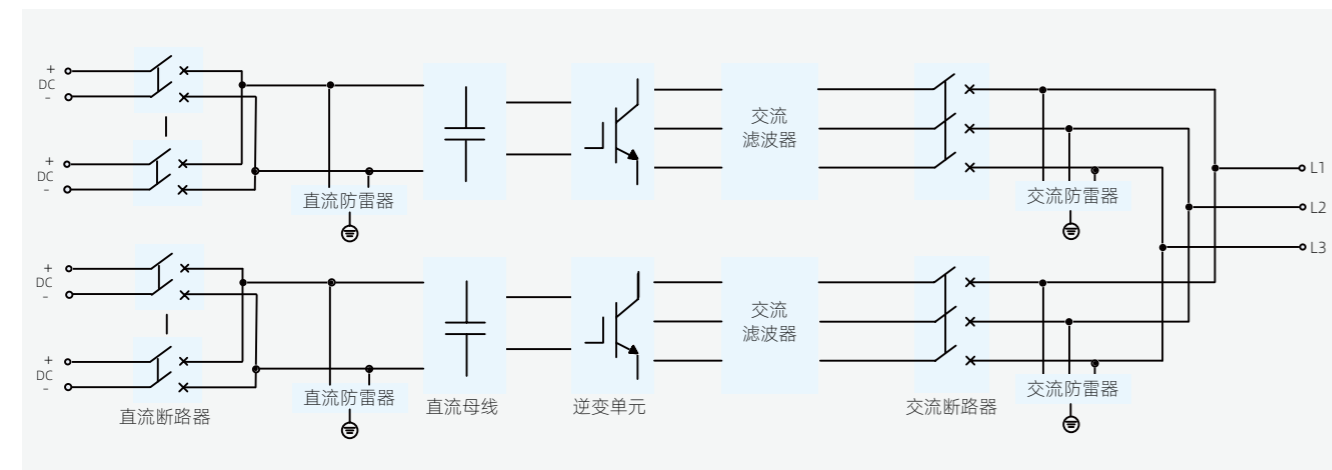 +
DC
-
+
DC
-
直流防雷器
交流
滤波器
交流防雷器
L1
L2
L3
+
DC
-
+
DC
-
直流断路器
直流防雷器
直流母线
逆变单元
交流
滤波器
交流断路器
交流防雷器